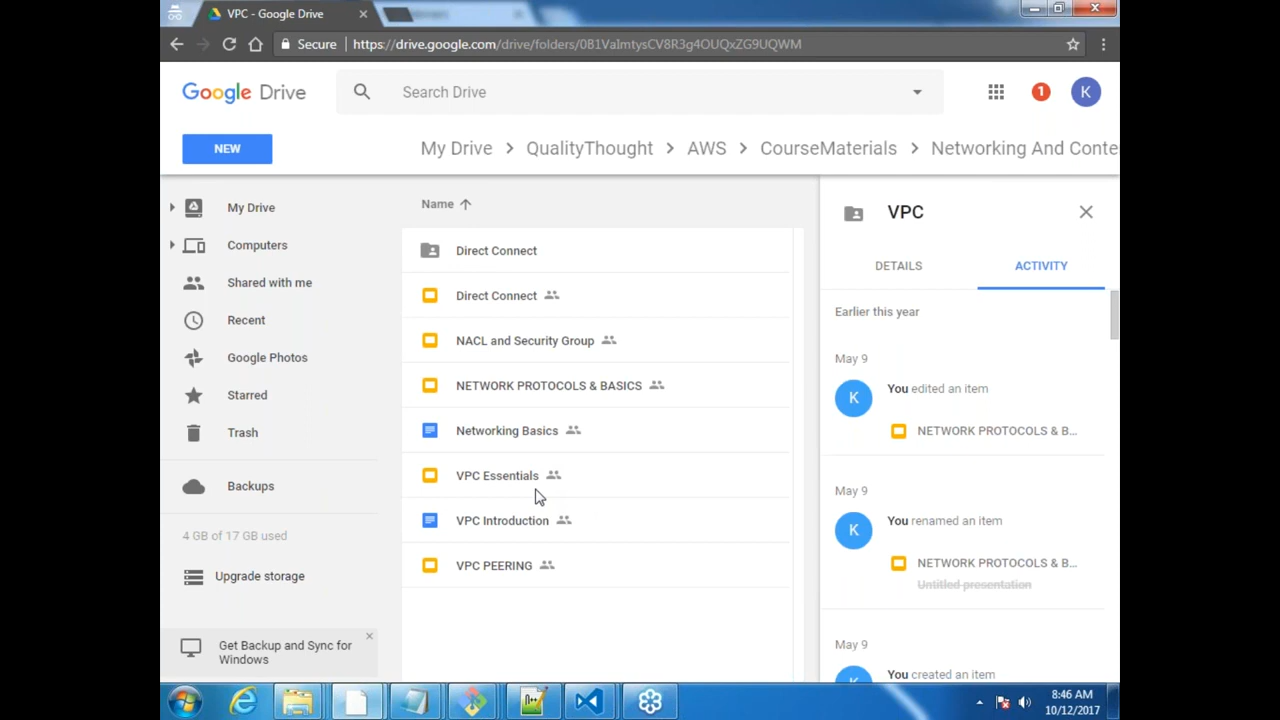 VPC - Google Drive
Secure https://drive.google.com/drive/folders/0B1VaImtysCV8R3g4OUQxZG9UQWM
Google Drive
Search Drive
1
K
NEW
My Drive > QualityThought > AWS > CourseMaterials > Networking And Conte
My Drive
Computers
Shared with me
Recent
Google Photos
Starred
Trash
Backups
4 GB of 17 GB used
Upgrade storage
Get Backup and Sync for
Windows
Name
Direct Connect
Direct Connect
NACL and Security Group
NETWORK PROTOCOLS & BASICS
Networking Basics
VPC Essentials
VPC Introduction
VPC PEERING
VPC
DETAILS
ACTIVITY
Earlier this year
May 9
K
You edited an item
NETWORK PROTOCOLS & B...
May 9
K
You renamed an item
NETWORK PROTOCOLS & B...
Untitled presentation
May 9
K
You created an item
8:46 AM
10/12/2017